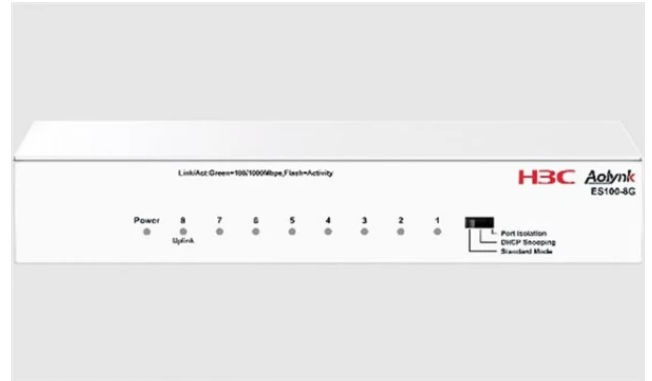 Link/Act:Green=100/1000Mbps,Flash=Activity
H3C Aolynk
ES100-8G
Power 8 7 6 5 4 3 2 1
Uplink
Port Isolation
DHCP Snooping
Standard Mode